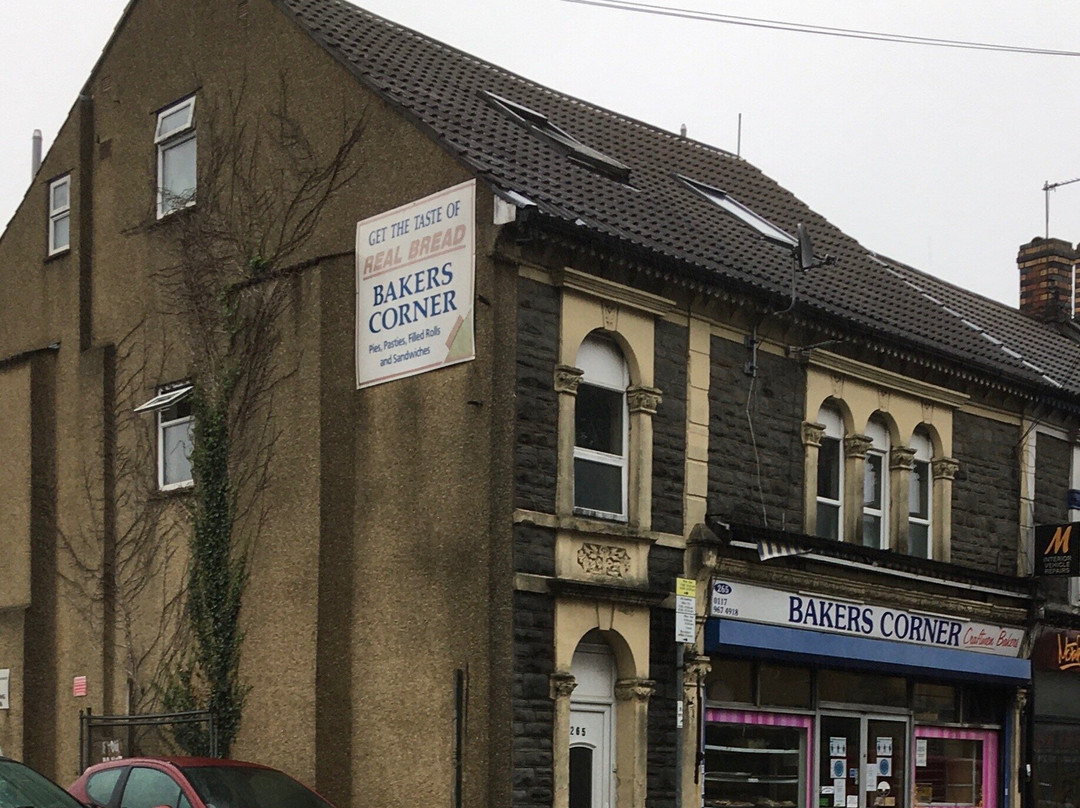 GET THE TASTE OF
REAL BREAD
BAKERS
CORNER
Pies, Pasties, Filled Rolls
and Sandwiches
265
0117
967 4918
BAKERS CORNER
Craftsmen Bakers
265
M
INTERIOR
VEHICLE
REPAIRS